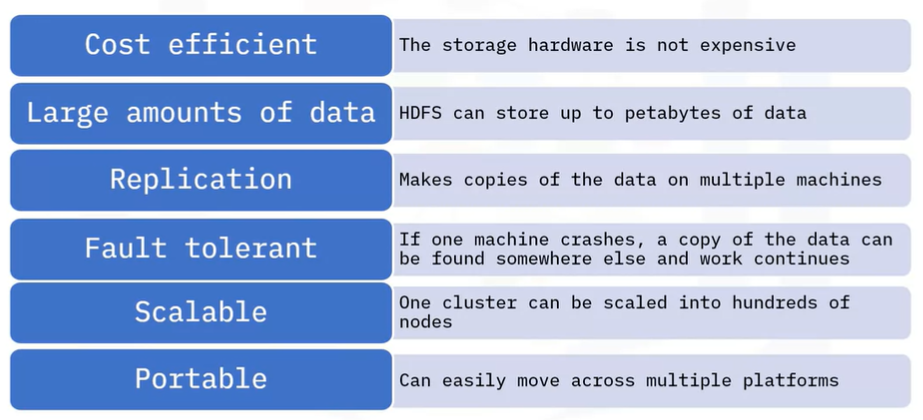 Cost efficient
The storage hardware is not expensive
Large amounts of data
HDFS can store up to petabytes of data
Replication
Makes copies of the data on multiple machines
Fault tolerant
If one machine crashes, a copy of the data can
be found somewhere else and work continues
Scalable
One cluster can be scaled into hundreds of
nodes
Portable
Can easily move across multiple platforms